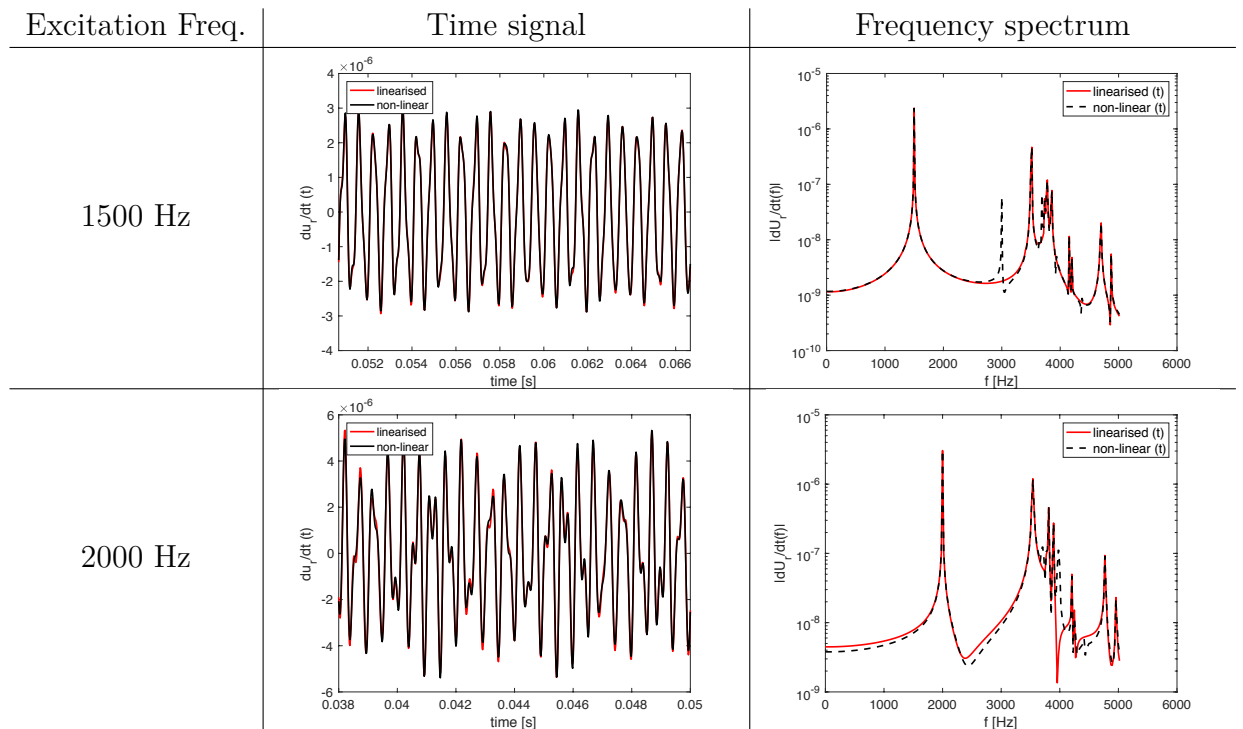 Excitation Freq. Time signal Frequency spectrum
1500 Hz
×10⁻⁶
4
3
2
1
0
-1
-2
-3
-4
du_r/dt (t)
linearised
non-linear
0.052 0.054 0.056 0.058 0.06 0.062 0.064 0.066
time [s]
10⁻⁵
10⁻⁶
10⁻⁷
10⁻⁸
10⁻⁹
10⁻¹⁰
|dU_r/dt(f)|
linearised (t)
non-linear (t)
0 1000 2000 3000 4000 5000 6000
f [Hz]
2000 Hz
×10⁻⁶
6
4
2
0
-2
-4
-6
du_r/dt (t)
linearised
non-linear
0.038 0.04 0.042 0.044 0.046 0.048 0.05
time [s]
10⁻⁵
10⁻⁶
10⁻⁷
10⁻⁸
10⁻⁹
|dU_r/dt(f)|
linearised (t)
non-linear (t)
0 1000 2000 3000 4000 5000 6000
f [Hz]